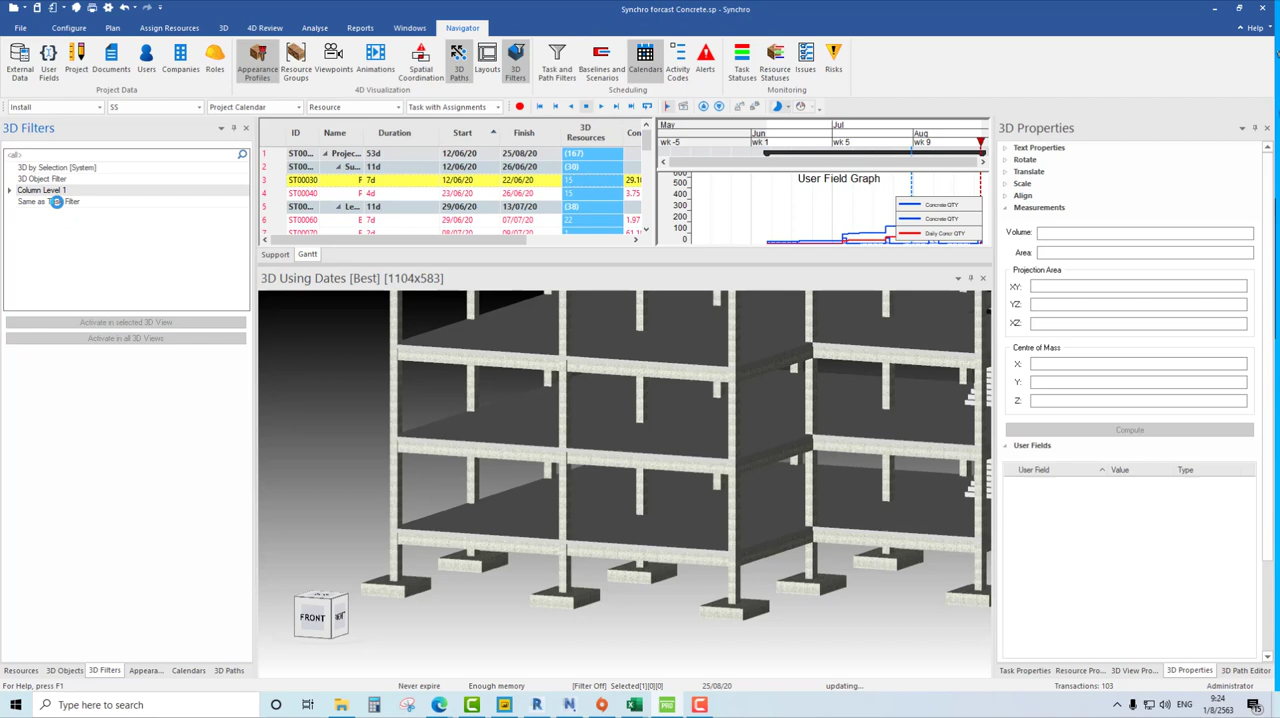 Synchro forcast Concrete.sp - Synchro
File Configure Plan Assign Resources 3D 4D Review Analyse Reports Windows Navigator Help
External Data User Fields Project Documents Users Companies Roles Appearance Profiles Resource Groups Viewpoints Animations Spatial Coordination 3D Paths Layouts 3D Filters Task and Path Filters Baselines and Scenarios Calendars Activity Codes Alerts Task Statuses Resource Statuses Issues Risks
Project Data 4D Visualization Scheduling Monitoring
Install SS Project Calendar Resource Task with Assignments
3D Filters
<all>
3D by Selection [System]
3D Object Filter
Column Level 1
Same as Filter
Activate in selected 3D View
Activate in all 3D Views
ID Name Duration Start Finish 3D Resources Con
1 ST00... Projec... 53d 12/06/20 25/08/20 (167)
2 ST00... Su... 11d 12/06/20 26/06/20 (30)
3 ST00030 F 7d 12/06/20 22/06/20 15 29.10
4 ST00040 F 4d 23/06/20 26/06/20 15 3.75
5 ST00... Le... 11d 29/06/20 13/07/20 (38)
6 ST00060 E 7d 29/06/20 07/07/20 22 1.97
Support Gantt
May Jun Jul Aug
wk -5 wk 1 wk 5 wk 9
User Field Graph
500
400
300
200
100
0
Concrete QTY
Concrete QTY
Daily Concr QTY
3D Using Dates [Best] [1104x583]
FRONT
3D Properties
Text Properties
Rotate
Translate
Scale
Align
Measurements
Volume:
Area:
Projection Area
XY:
YZ:
XZ:
Centre of Mass
X:
Y:
Z:
Compute
User Fields
User Field Value Type
Resources 3D Objects 3D Filters Appeara... Calendars 3D Paths
Task Properties Resource Pro... 3D View Pro... 3D Properties 3D Path Editor
For Help, press F1 Never expire Enough memory [Filter Off] Selected[1][0][0] 25/08/20 updating... Transactions: 103 Administrator
Type here to search
PRO
ENG
9:24
1/8/2563
15